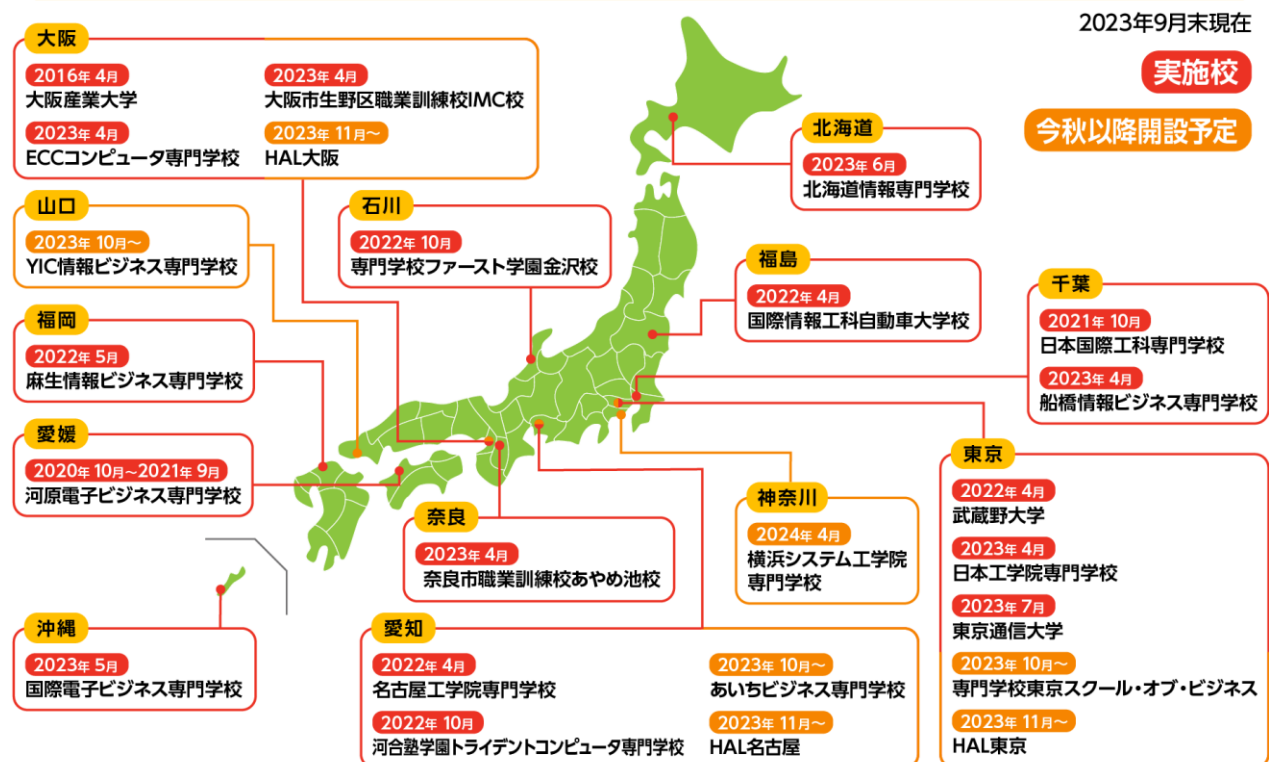 2023年9月末現在
実施校
今秋以降開設予定
大阪
2016年 4月
大阪産業大学
2023年 4月
ECCコンピュータ専門学校
2023年 4月
大阪市生野区職業訓練校IMC校
2023年 11月~
HAL大阪
北海道
2023年 6月
北海道情報専門学校
山口
2023年 10月~
YIC情報ビジネス専門学校
石川
2022年 10月
専門学校ファースト学園金沢校
福島
2022年 4月
国際情報工科自動車大学校
千葉
2021年 10月
日本国際工科専門学校
2023年 4月
船橋情報ビジネス専門学校
福岡
2022年 5月
麻生情報ビジネス専門学校
愛媛
2020年 10月~2021年 9月
河原電子ビジネス専門学校
奈良
2023年 4月
奈良市職業訓練校あやめ池校
神奈川
2024年 4月
横浜システム工学院
専門学校
東京
2022年 4月
武蔵野大学
2023年 4月
日本工学院専門学校
2023年 7月
東京通信大学
2023年 10月~
専門学校東京スクール・オブ・ビジネス
2023年 11月~
HAL東京
沖縄
2023年 5月
国際電子ビジネス専門学校
愛知
2022年 4月
名古屋工学院専門学校
2022年 10月
河合塾学園トライデントコンピュータ専門学校
2023年 10月~
あいちビジネス専門学校
2023年 11月~
HAL名古屋